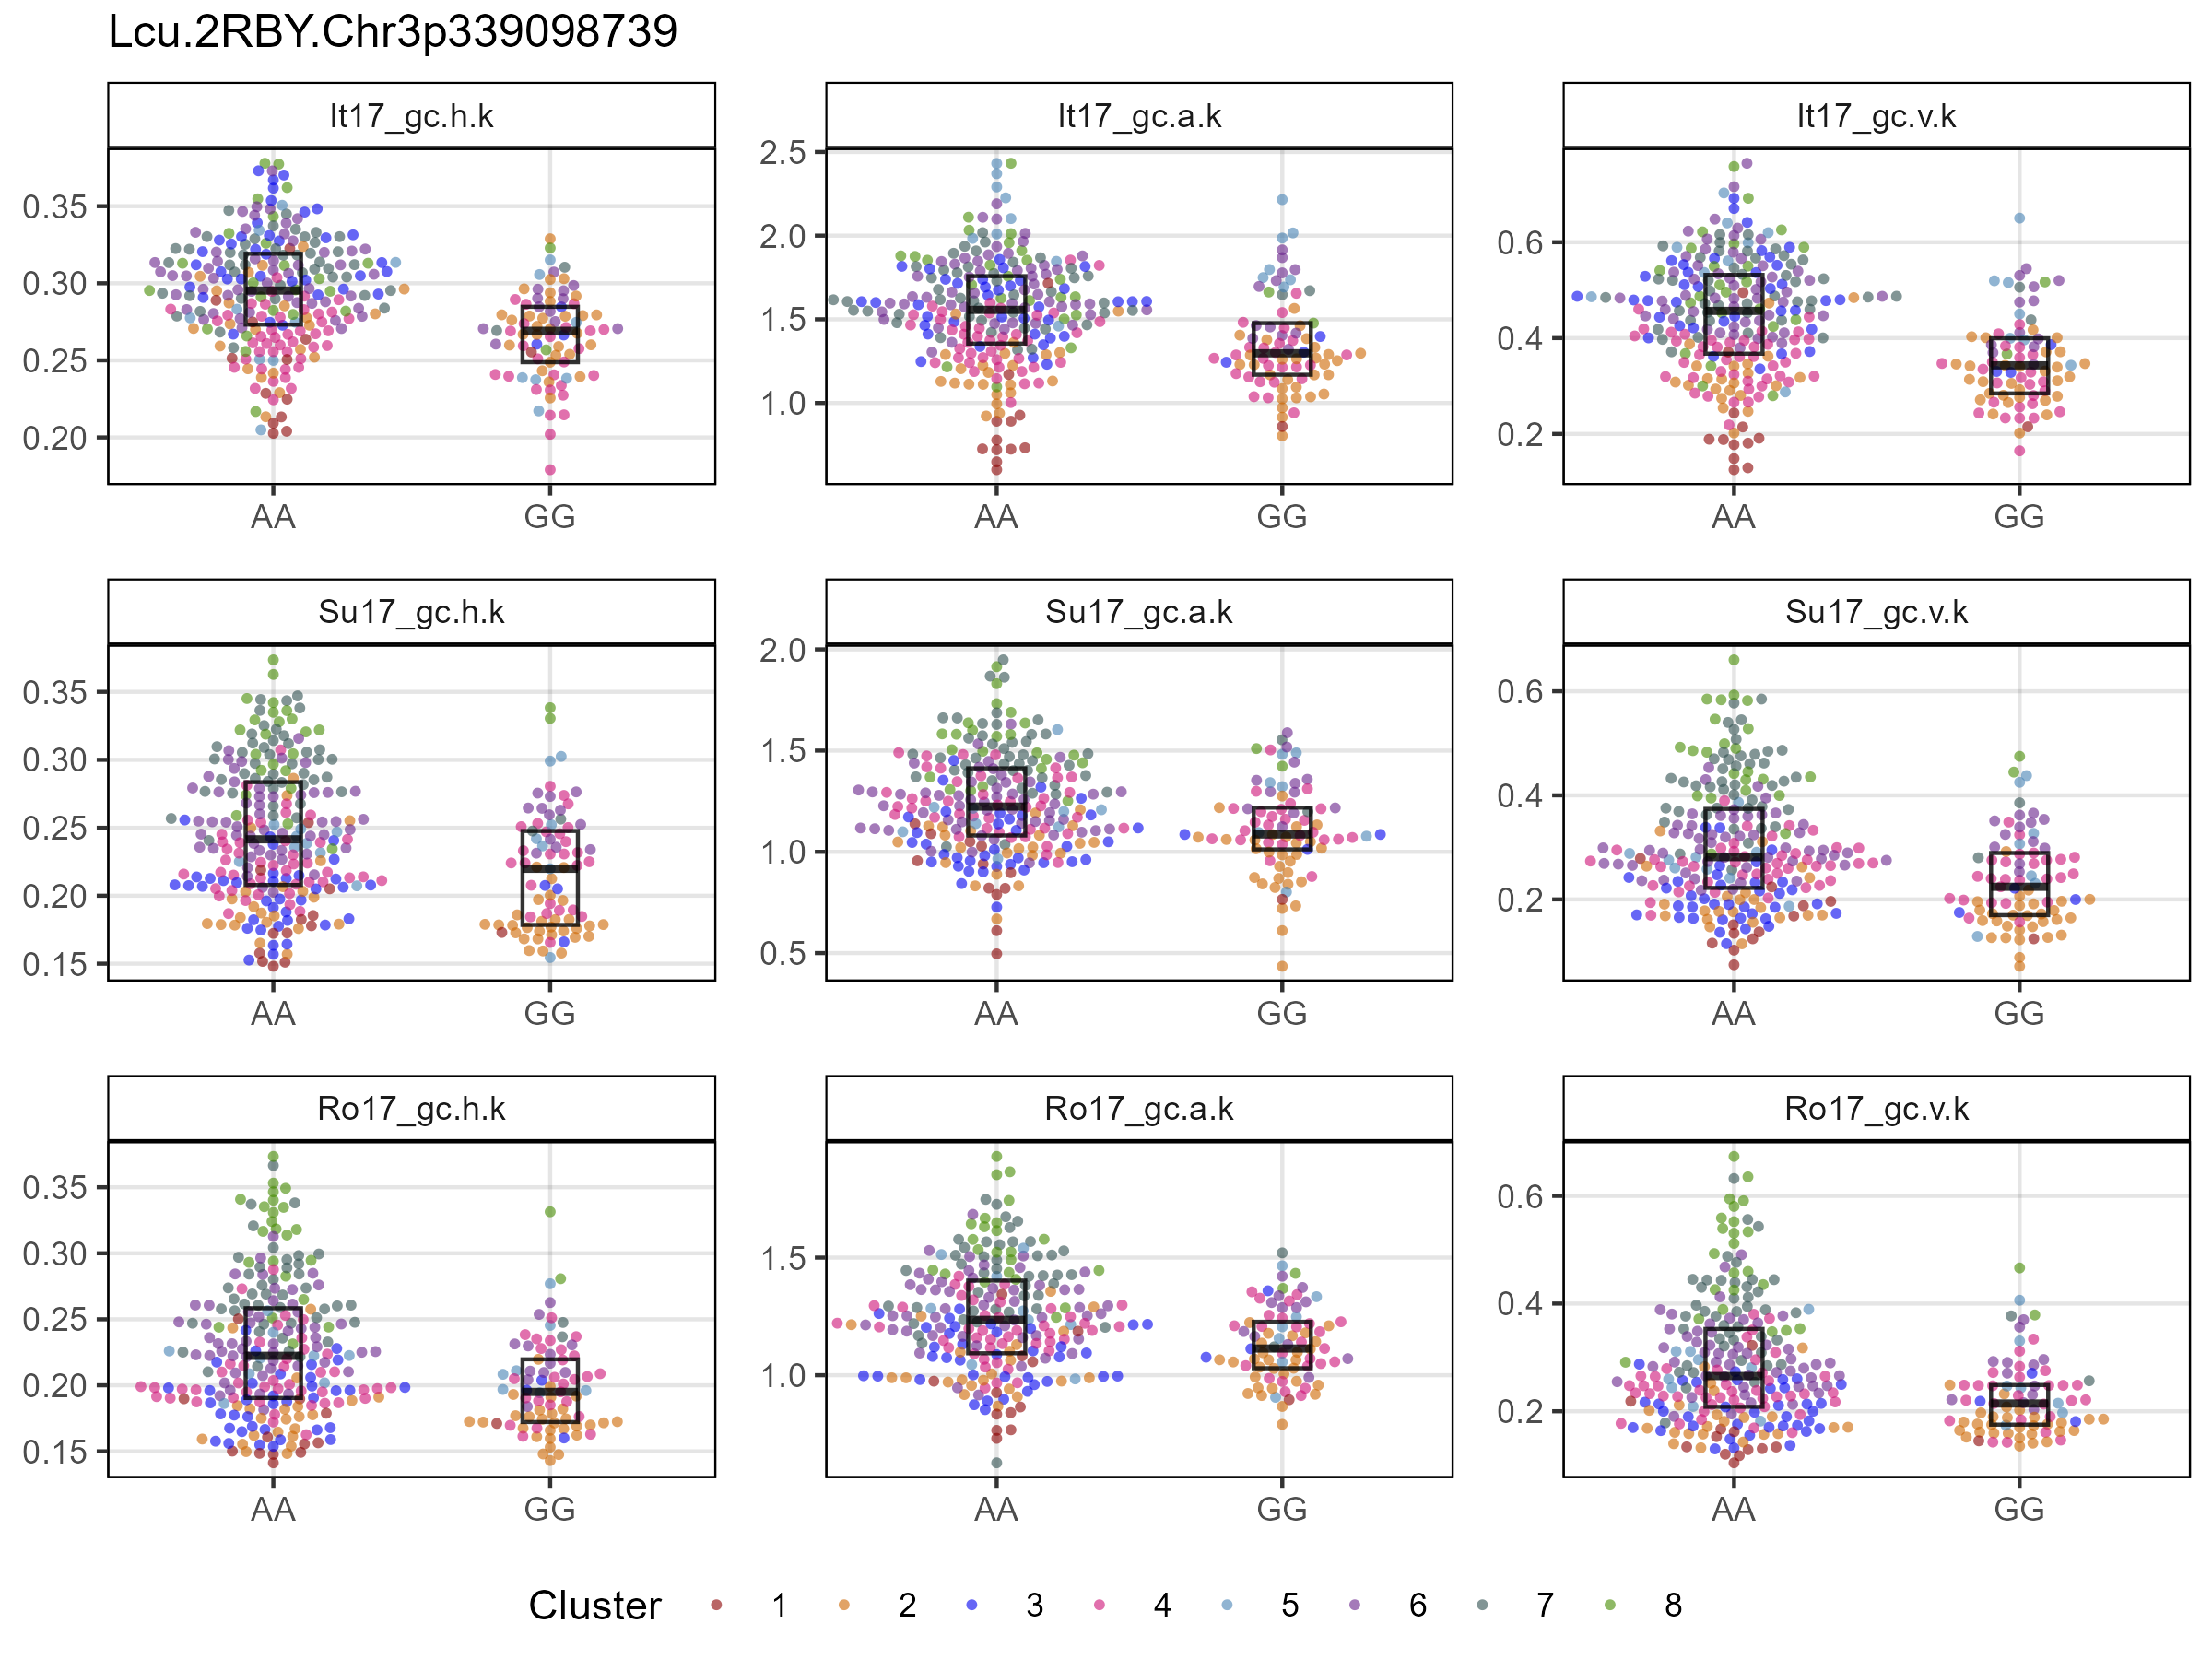 Lcu.2RBY.Chr3p339098739
It17_gc.h.k
It17_gc.a.k
It17_gc.v.k
0.35
0.30
0.25
0.20
2.5
2.0
1.5
1.0
0.6
0.4
0.2
AA GG
AA GG
AA GG
Su17_gc.h.k
Su17_gc.a.k
Su17_gc.v.k
0.35
0.30
0.25
0.20
0.15
2.0
1.5
1.0
0.5
0.6
0.4
0.2
AA GG
AA GG
AA GG
Ro17_gc.h.k
Ro17_gc.a.k
Ro17_gc.v.k
0.35
0.30
0.25
0.20
0.15
1.5
1.0
0.6
0.4
0.2
AA GG
AA GG
AA GG
Cluster 1 2 3 4 5 6 7 8